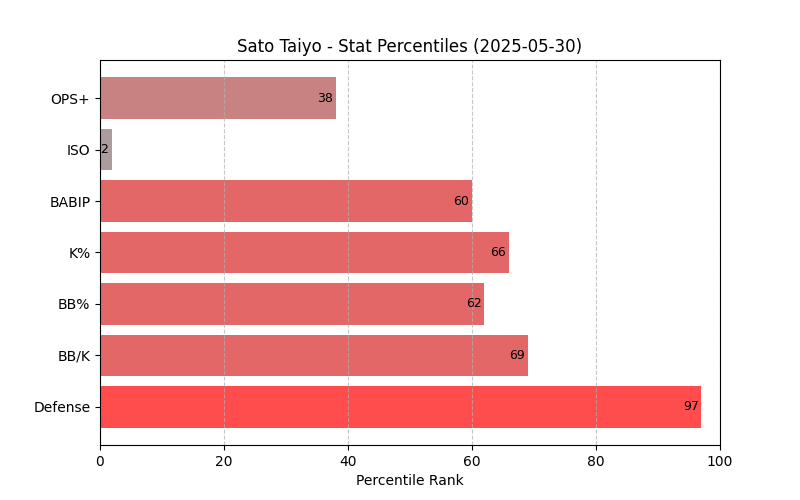 Sato Taiyo - Stat Percentiles (2025-05-30)
OPS+ 38
ISO 2
BABIP 60
K% 66
BB% 62
BB/K 69
Defense 97
0 20 40 60 80 100
Percentile Rank